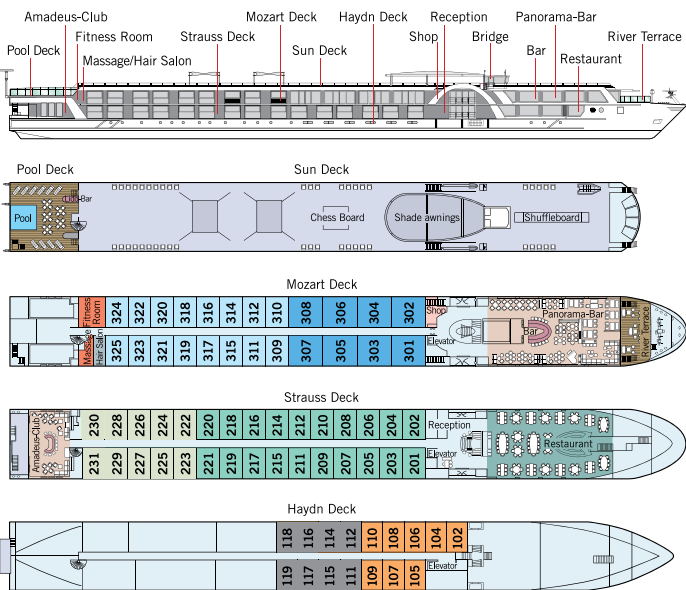 Amadeus-Club
Mozart Deck
Haydn Deck
Reception
Panorama-Bar
Fitness Room
Strauss Deck
Shop
Bridge
River Terrace
Pool Deck
Massage/Hair Salon
Sun Deck
Bar
Restaurant
Pool Deck
Sun Deck
Bar
Pool
Chess Board
Shade awnings
Shuffleboard
Mozart Deck
Fitness
Room
324 322 320 318 316 314 312 310 308 306 304 302
Shop
Panorama-Bar
Bar
River Terrace
Massage
Hair Salon
325 323 321 319 317 315 311 309 307 305 303 301
Elevator
Strauss Deck
Amadeus-Club
230 228 226 224 222 220 218 216 214 212 210 208 206 204 202
Reception
Restaurant
231 229 227 225 223 221 219 217 215 211 209 207 205 203 201
Elevator
Haydn Deck
118 116 114 112 110 108 106 104 102
119 117 115 111 109 107 105
Elevator